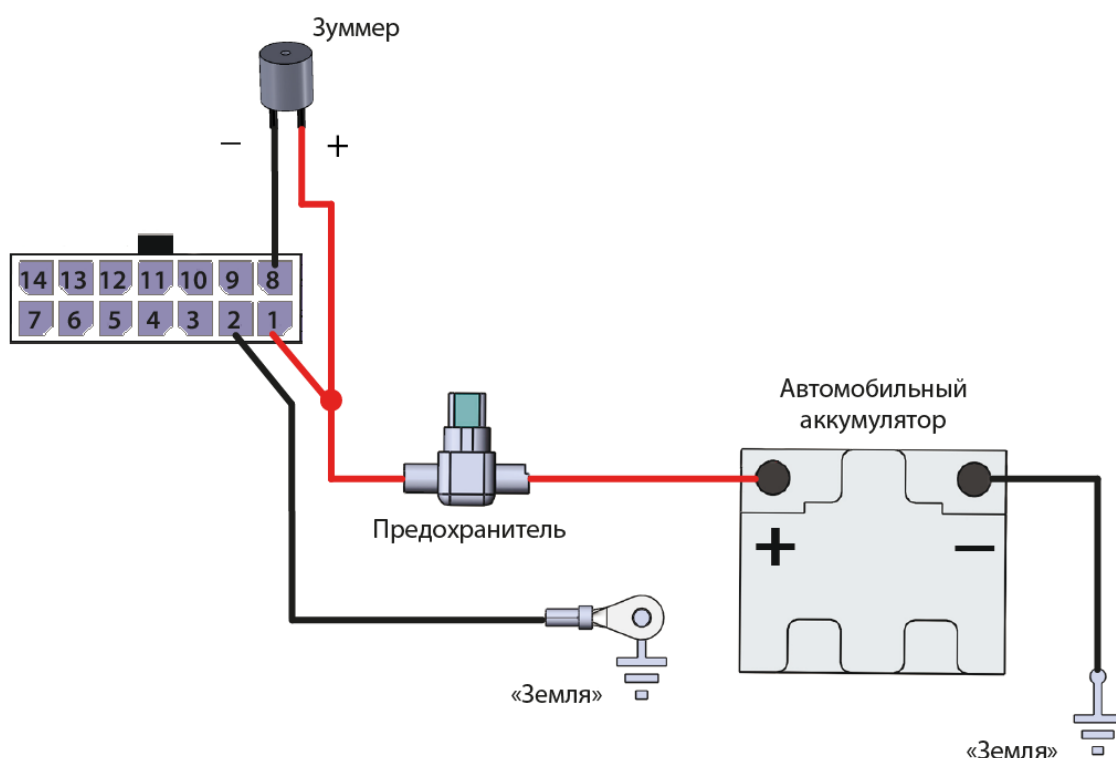 Зуммер
− +
14 13 12 11 10 9 8
7 6 5 4 3 2 1
Автомобильный
аккумулятор
Предохранитель
+ −
«Земля»
«Земля»